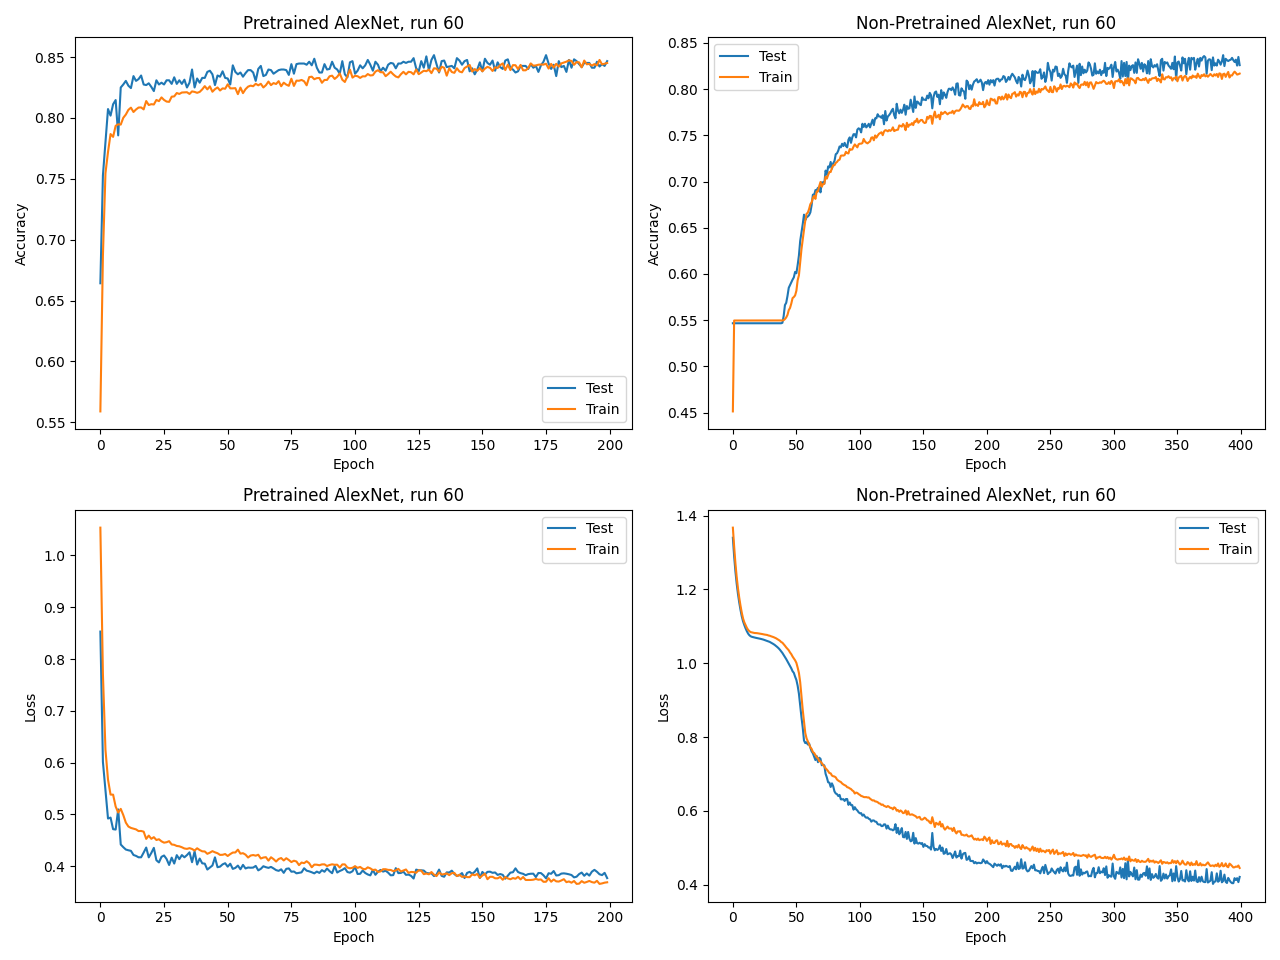 Pretrained AlexNet, run 60
Accuracy
0.85
0.80
0.75
0.70
0.65
0.60
0.55
0 25 50 75 100 125 150 175 200
Epoch
Test
Train
Non-Pretrained AlexNet, run 60
Accuracy
0.85
0.80
0.75
0.70
0.65
0.60
0.55
0.50
0.45
0 50 100 150 200 250 300 350 400
Epoch
Test
Train
Pretrained AlexNet, run 60
Loss
1.0
0.9
0.8
0.7
0.6
0.5
0.4
0 25 50 75 100 125 150 175 200
Epoch
Test
Train
Non-Pretrained AlexNet, run 60
Loss
1.4
1.2
1.0
0.8
0.6
0.4
0 50 100 150 200 250 300 350 400
Epoch
Test
Train